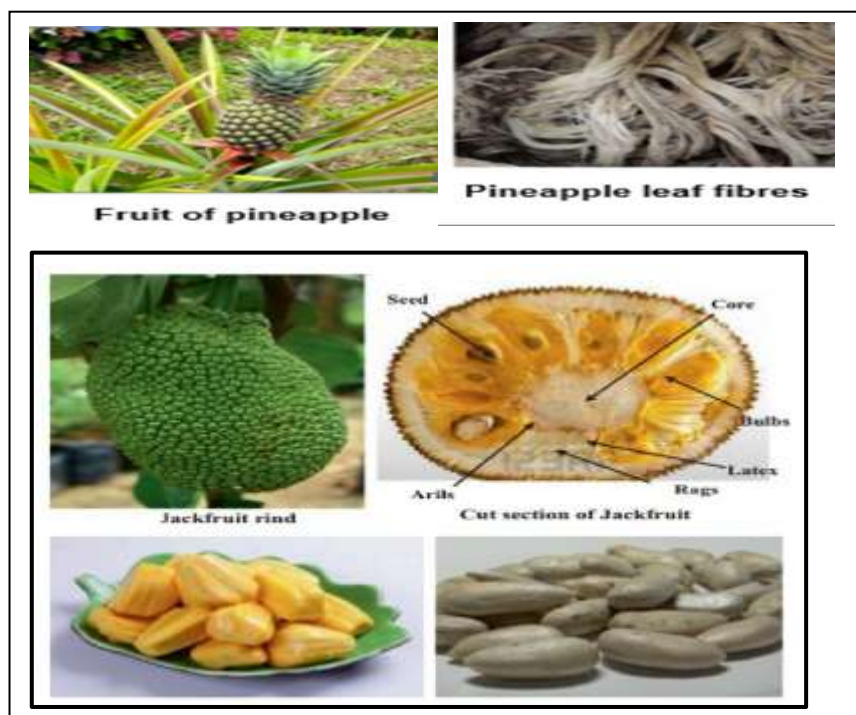 Fruit of pineapple
Pineapple leaf fibres
Seed
Core
Bulbs
Latex
Rags
Arils
Jackfruit rind
Cut section of Jackfruit